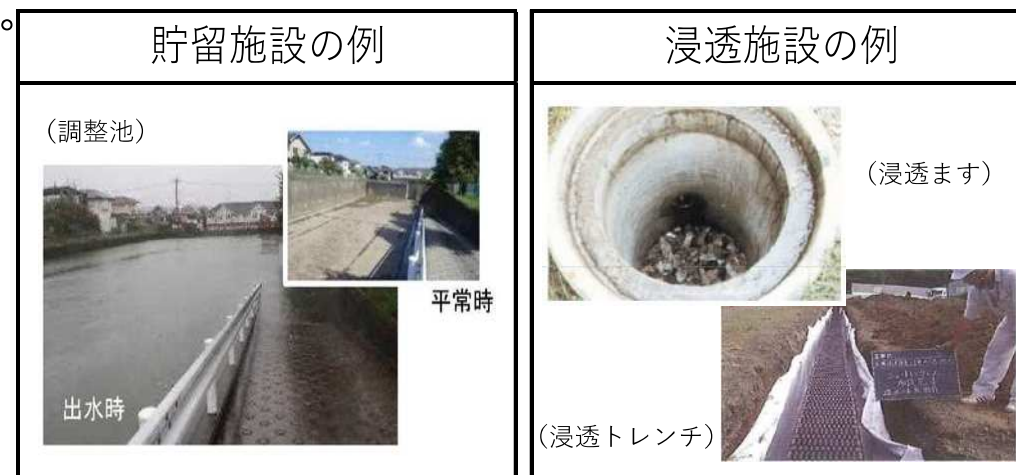 。
貯留施設の例
浸透施設の例
（調整池）
平常時
出水時
（浸透ます）
（浸透トレンチ）